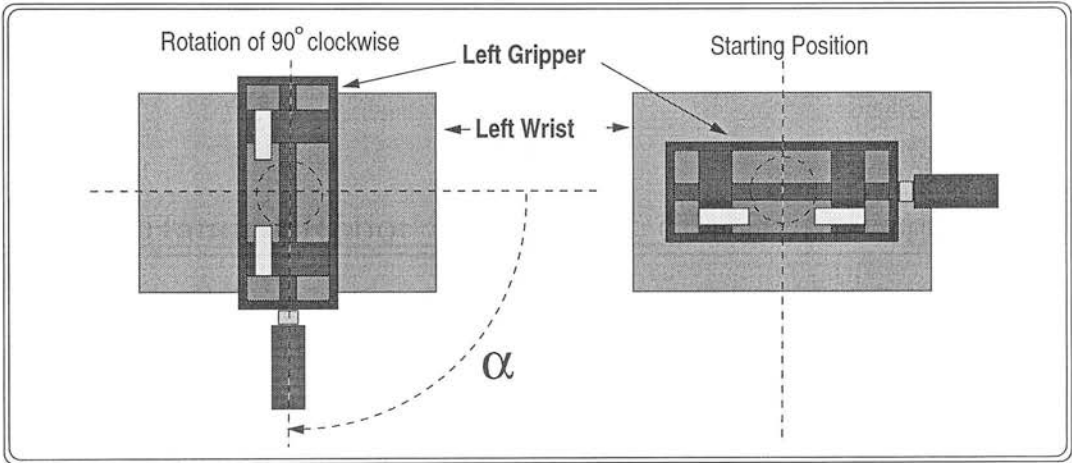 Rotation of 90° clockwise
Left Gripper
Starting Position
Left Wrist
α